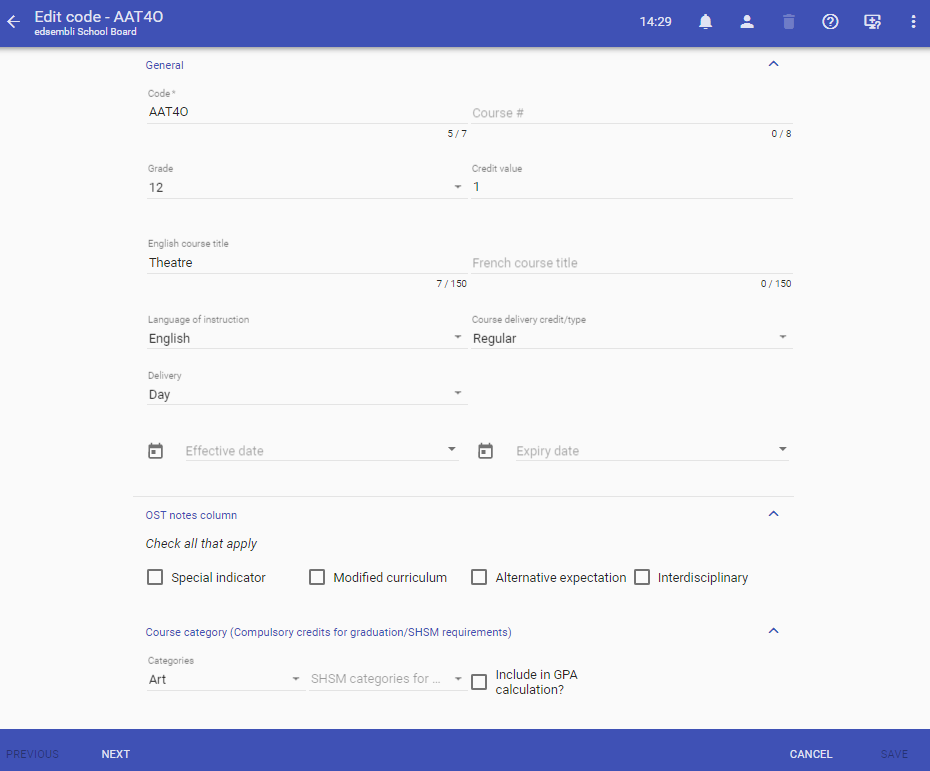 Edit code - AAT4O
edsembli School Board
14:29
General
Code *
AAT4O
Course #
5 / 7
0 / 8
Grade
Credit value
12
1
English course title
Theatre
French course title
7 / 150
0 / 150
Language of instruction
Course delivery credit/type
English
Regular
Delivery
Day
Effective date
Expiry date
OST notes column
Check all that apply
Special indicator
Modified curriculum
Alternative expectation
Interdisciplinary
Course category (Compulsory credits for graduation/SHSM requirements)
Categories
Art
SHSM categories for ...
Include in GPA
calculation?
PREVIOUS
NEXT
CANCEL
SAVE